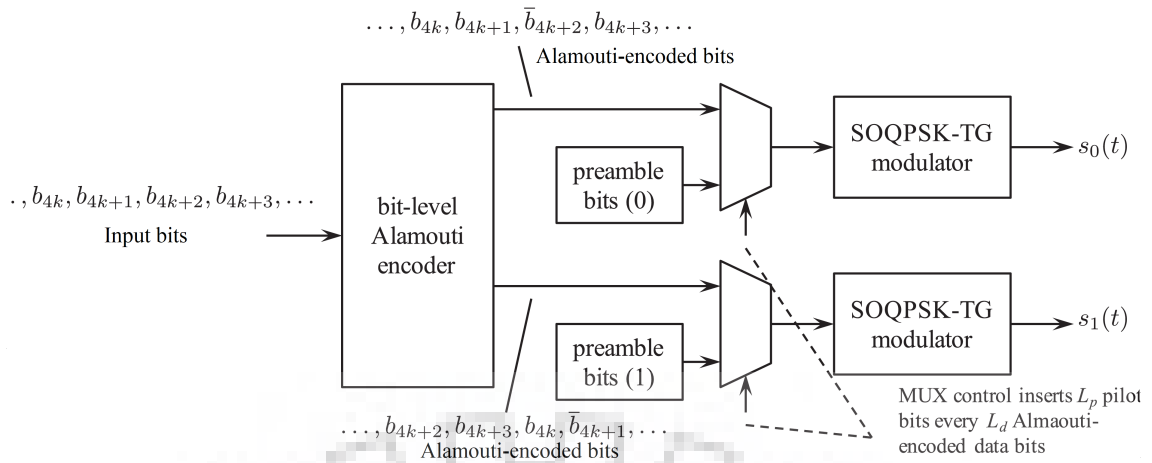 ..., b_{4k}, b_{4k+1}, b̄_{4k+2}, b_{4k+3}, ...
Alamouti-encoded bits
., b_{4k}, b_{4k+1}, b_{4k+2}, b_{4k+3}, ...
Input bits
bit-level
Alamouti
encoder
preamble
bits (0)
SOQPSK-TG
modulator
s_0(t)
preamble
bits (1)
SOQPSK-TG
modulator
s_1(t)
MUX control inserts L_p pilot
bits every L_d Almaouti-
encoded data bits
..., b_{4k+2}, b_{4k+3}, b_{4k}, b̄_{4k+1}, ...
Alamouti-encoded bits